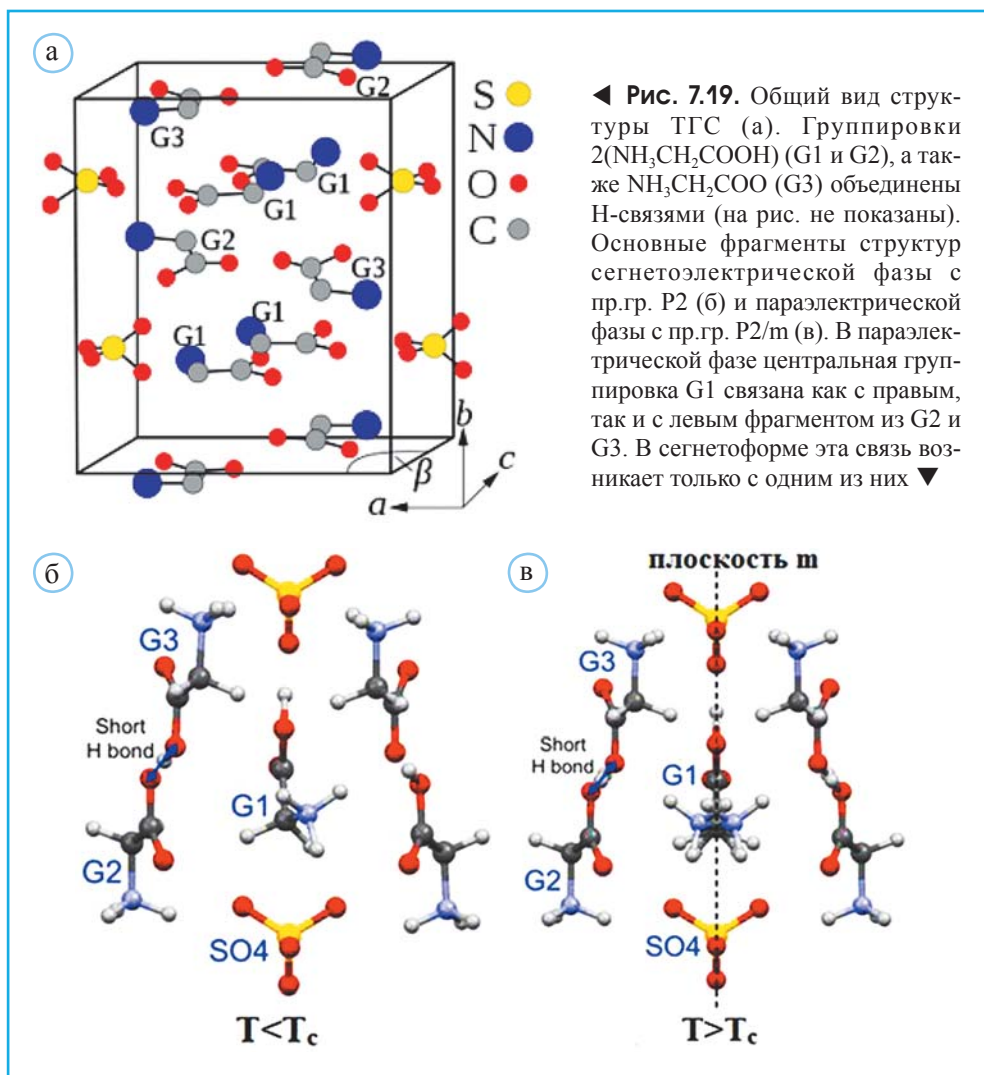 а
G2
G3
G1
G1
G2
G3
G1
G1
b
c
β
a
S
N
O
C
◀ Рис. 7.19. Общий вид струк-
туры ТГС (а). Группировки
2(NH₃CH₂COOH) (G1 и G2), а так-
же NH₃CH₂COO (G3) объединены
Н-связями (на рис. не показаны).
Основные фрагменты структур
сегнетоэлектрической фазы с
пр.гр. P2 (б) и параэлектрической
фазы с пр.гр. P2/m (в). В параэлек-
трической фазе центральная груп-
пировка G1 связана как с правым,
так и с левым фрагментом из G2 и
G3. В сегнетоформе эта связь воз-
никает только с одним из них ▼
б
G3
Short
H bond
G1
G2
SO4
T<Tc
в
плоскость m
G3
Short
H bond
G1
G2
SO4
T>Tc